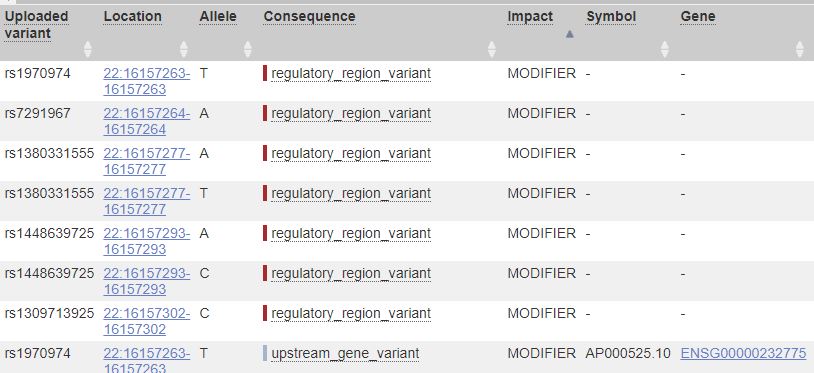 Uploaded variant Location Allele Consequence Impact Symbol Gene
rs1970974 22:16157263-16157263 T regulatory_region_variant MODIFIER - -
rs7291967 22:16157264-16157264 A regulatory_region_variant MODIFIER - -
rs1380331555 22:16157277-16157277 A regulatory_region_variant MODIFIER - -
rs1380331555 22:16157277-16157277 T regulatory_region_variant MODIFIER - -
rs1448639725 22:16157293-16157293 A regulatory_region_variant MODIFIER - -
rs1448639725 22:16157293-16157293 C regulatory_region_variant MODIFIER - -
rs1309713925 22:16157302-16157302 C regulatory_region_variant MODIFIER - -
rs1970974 22:16157263-16157263 T upstream_gene_variant MODIFIER AP000525.10 ENSG00000232775